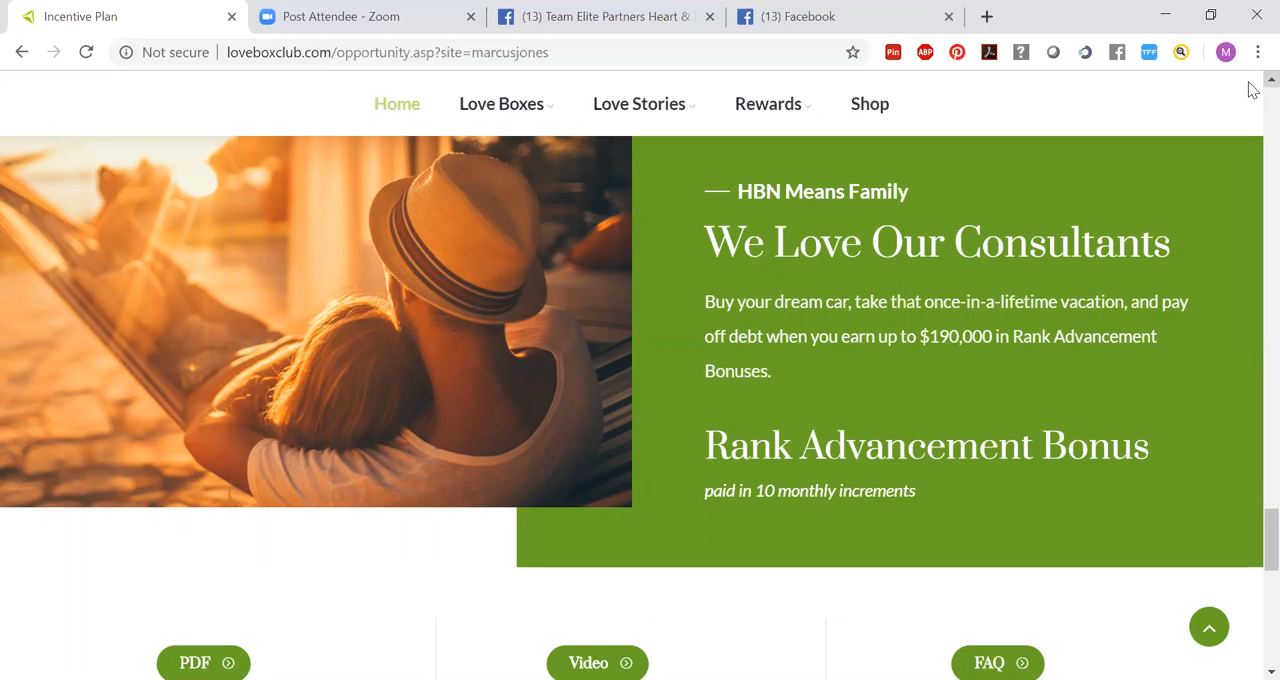 Incentive Plan
Post Attendee - Zoom
(13) Team Elite Partners Heart &
(13) Facebook
Not secure
loveboxclub.com/opportunity.asp?site=marcusjones
Pin
ABP
?
TFF
M
Home
Love Boxes
Love Stories
Rewards
Shop
HBN Means Family
We Love Our Consultants
Buy your dream car, take that once-in-a-lifetime vacation, and pay
off debt when you earn up to $190,000 in Rank Advancement
Bonuses.
Rank Advancement Bonus
paid in 10 monthly increments
PDF
Video
FAQ